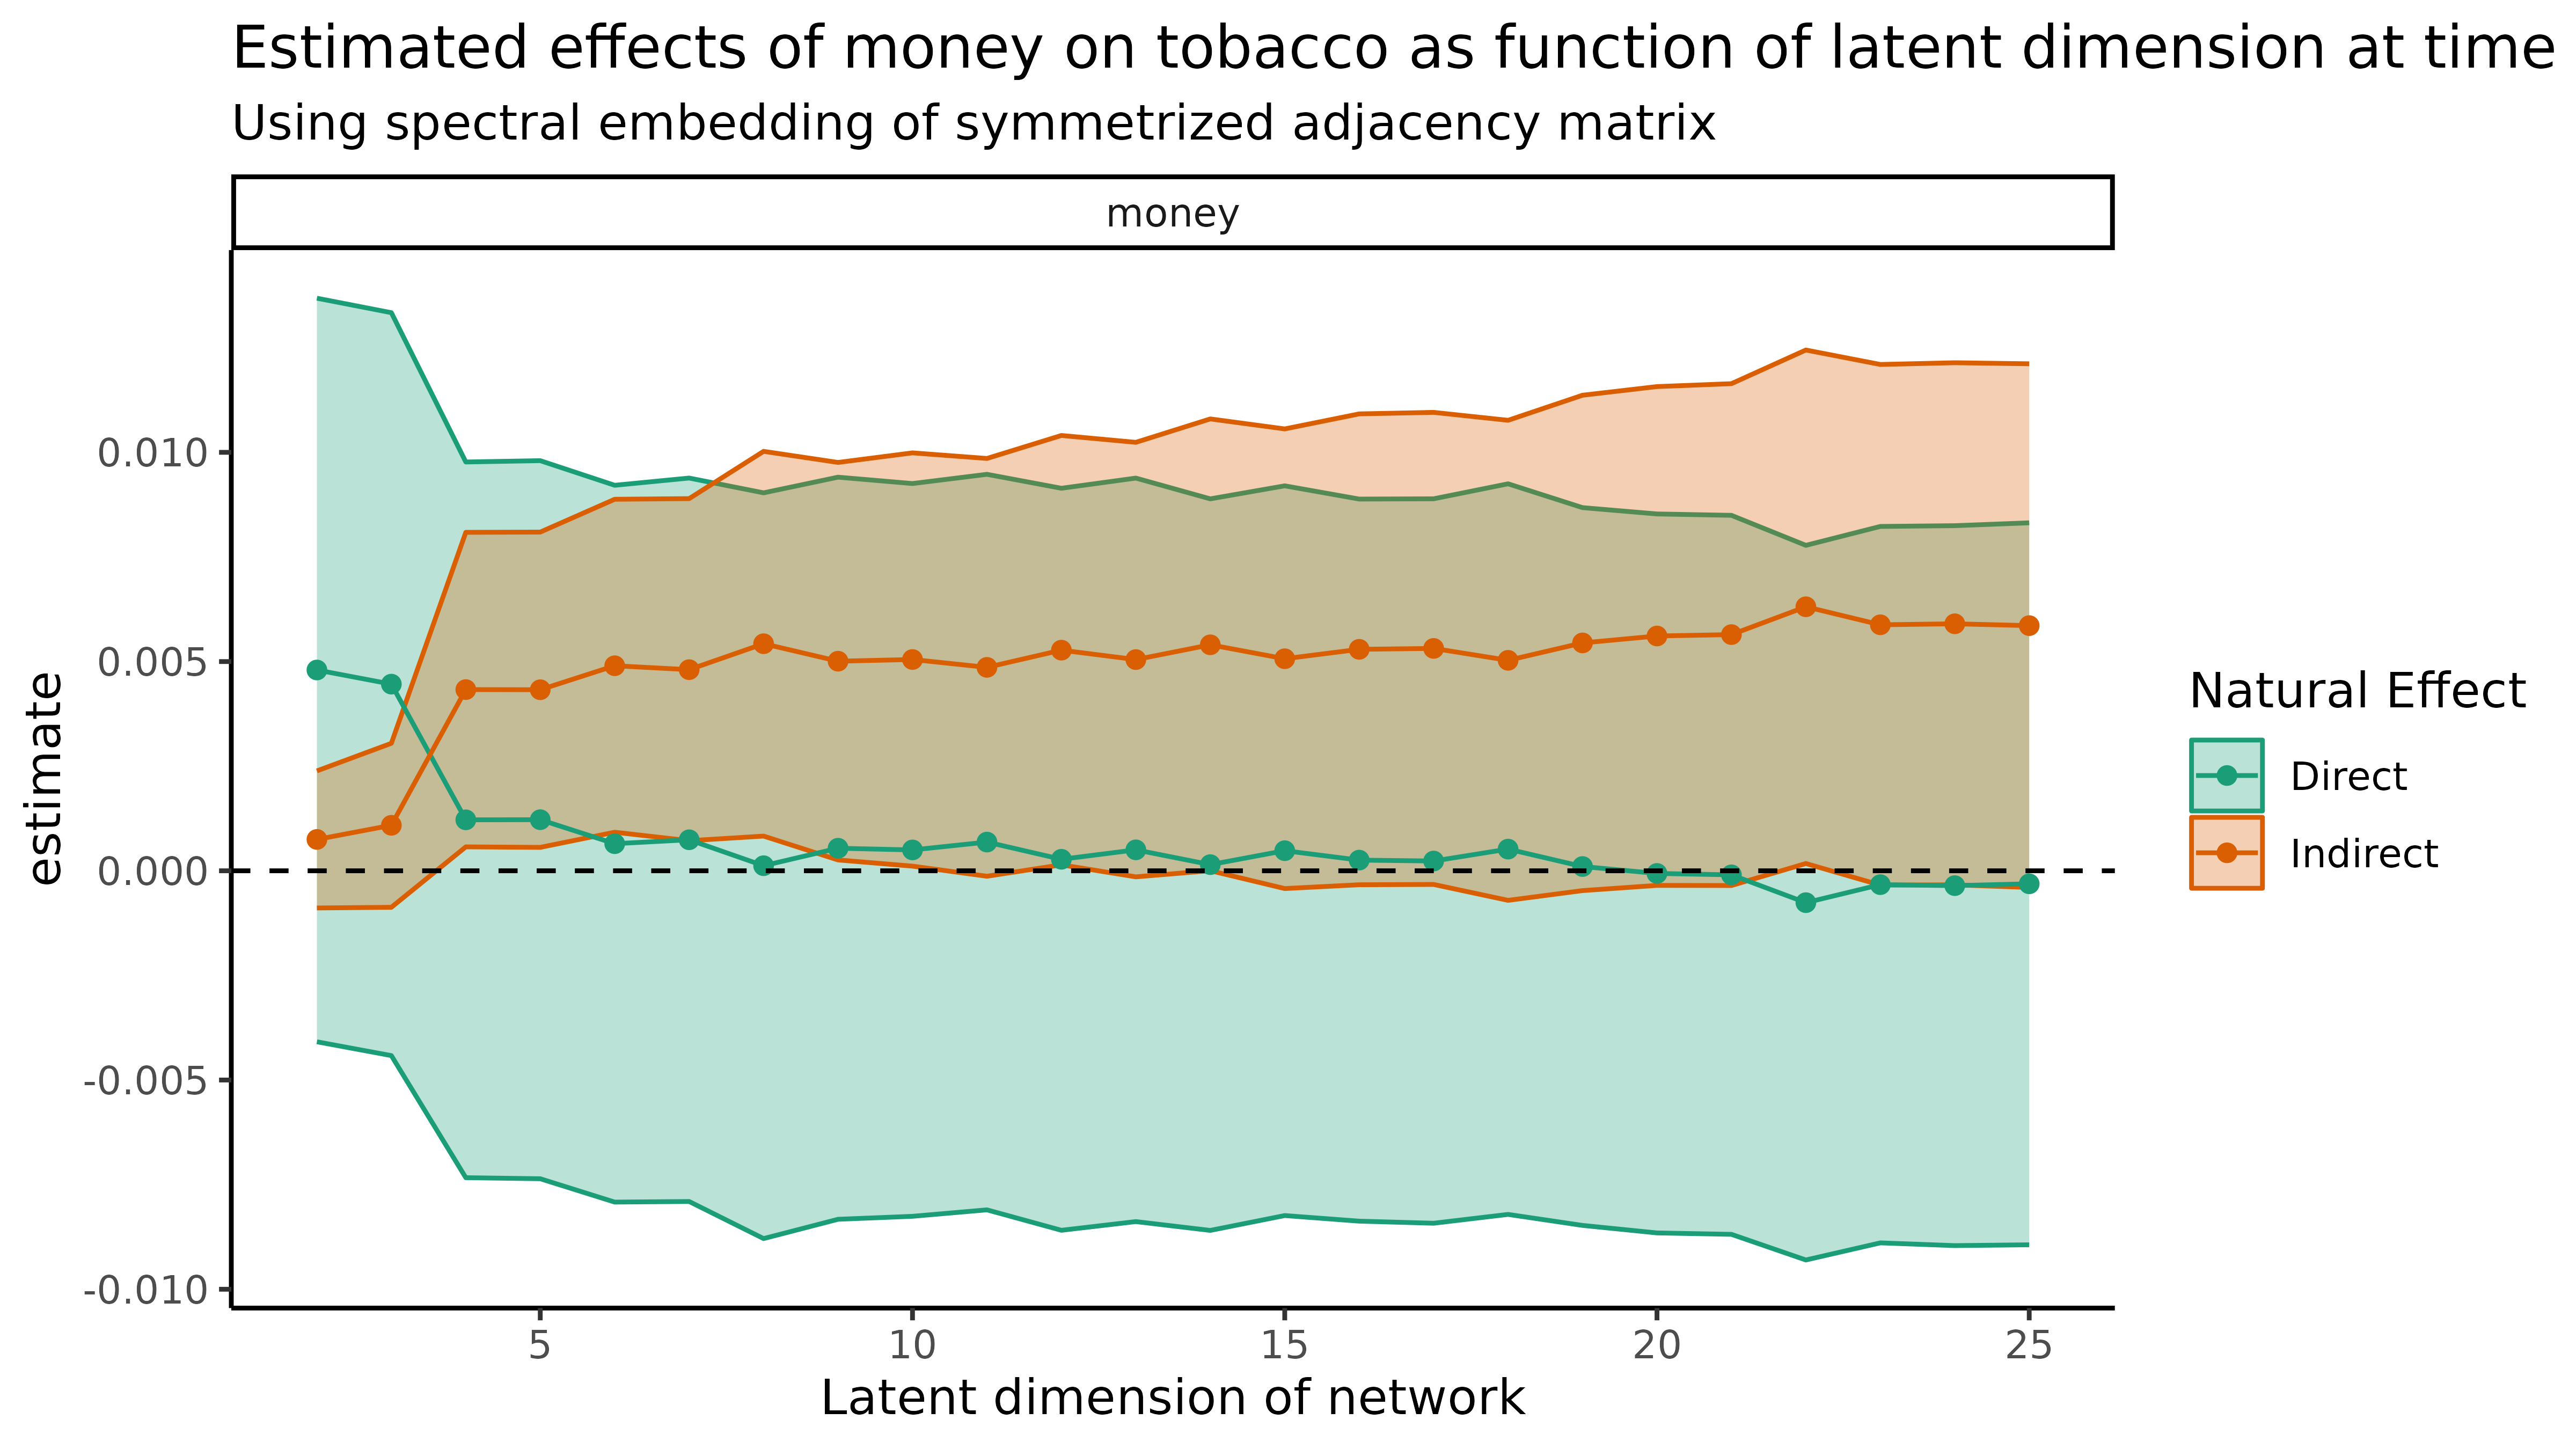 Estimated effects of money on tobacco as function of latent dimension at time
Using spectral embedding of symmetrized adjacency matrix
money
0.010
0.005
0.000
-0.005
-0.010
estimate
5 10 15 20 25
Latent dimension of network
Natural Effect
Direct
Indirect